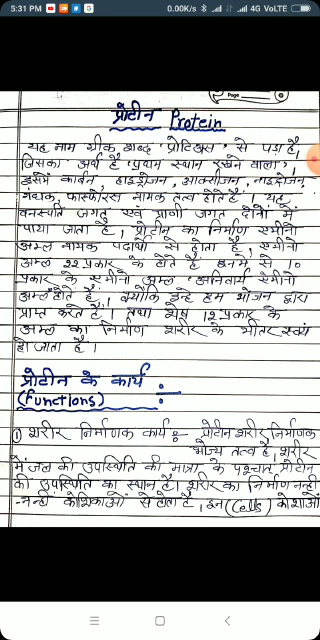 5:31 PM
0.00K/s 4G VoLTE
Page
प्रोटीन Protein
यह नाम ग्रीक शब्द 'प्रोटिअस' से पड़ा है,
जिसका अर्थ है "प्रथम स्थान रखने वाला",
इसमें कार्बन, हाइड्रोजन, आक्सीजन, नाइट्रोजन,
गंधक, फास्फोरस नामक तत्व होते हैं यह
वनस्पति जगत् एवं प्राणी जगत दोनों में
पाया जाता है, प्रोटीन का निर्माण एमीनो
अम्ल नामक पदार्थो से होता है, एमीनो
अम्ल 22 प्रकार के होते हैं इनमे से 10
प्रकार के एमीनो अम्ल अनिवार्य एमीनो
अम्ल होते हैं, क्योंकि इन्हें हम भोजन द्वारा
प्राप्त करते हैं। तथा शेष 12 प्रकार के
अम्ल का निर्माण शरीर के भीतर स्वयं
हो जाता है।
प्रोटीन के कार्य :
(Functions)
① शरीर निर्माणक कार्य :- प्रोटीन शरीर निर्माणक
भोज्य तत्व है, शरीर
में जल की उपस्थिति की मात्रा के पश्चात् प्रोटीन
की उपस्थिति का स्थान है। शरीर का निर्माण नन्ही
-नन्ही कोशिकाओं से होता है, इन (Cells) कोशाओं